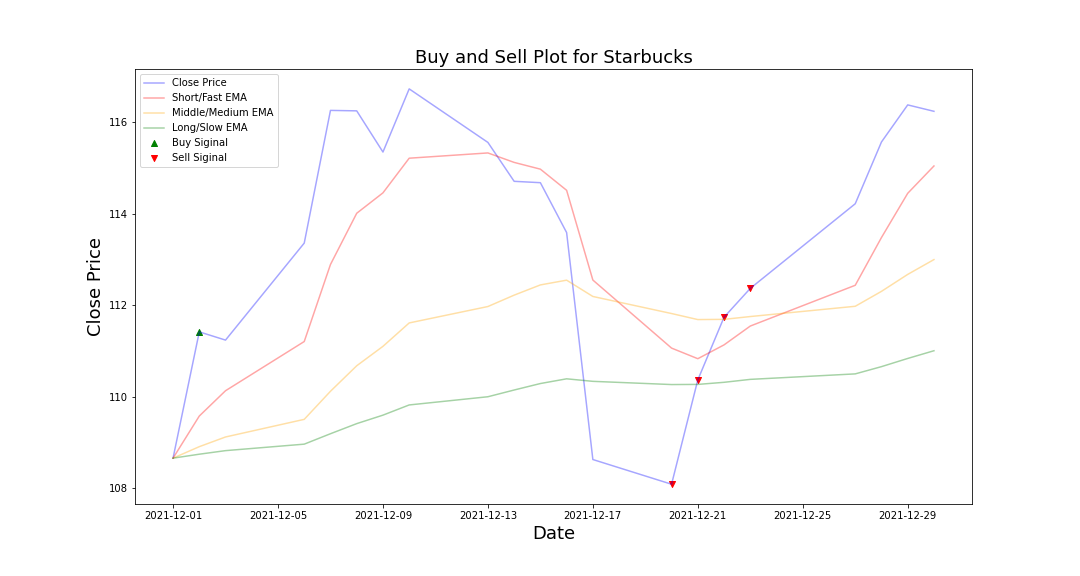 Buy and Sell Plot for Starbucks
Close Price
Short/Fast EMA
Middle/Medium EMA
Long/Slow EMA
Buy Siginal
Sell Siginal
116
114
112
110
108
Close Price
2021-12-01 2021-12-05 2021-12-09 2021-12-13 2021-12-17 2021-12-21 2021-12-25 2021-12-29
Date